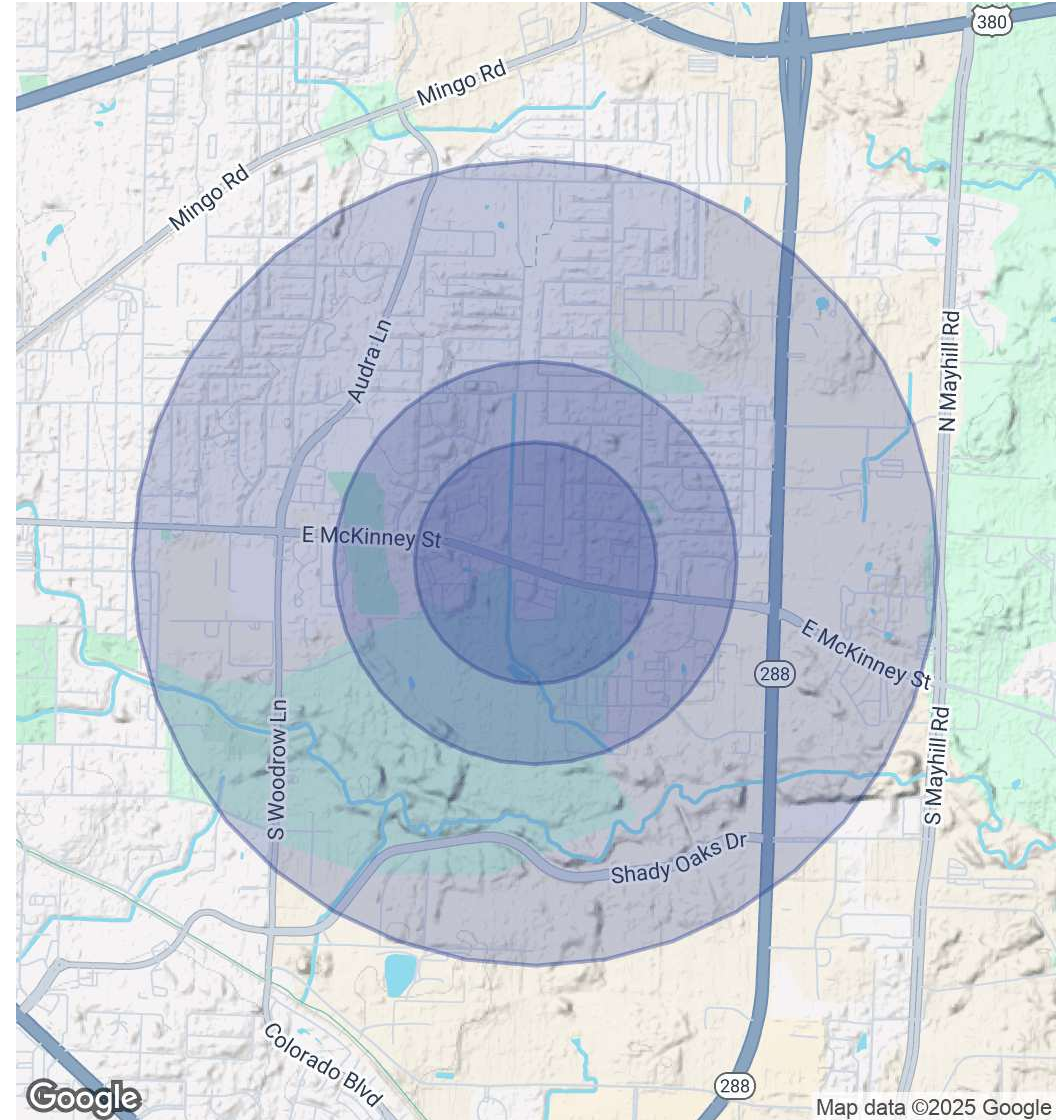 380
Mingo Rd
Mingo Rd
Audra Ln
N Mayhill Rd
E McKinney St
E McKinney St
288
S Woodrow Ln
S Mayhill Rd
Shady Oaks Dr
Colorado Blvd
288
Google
Map data ©2025 Google